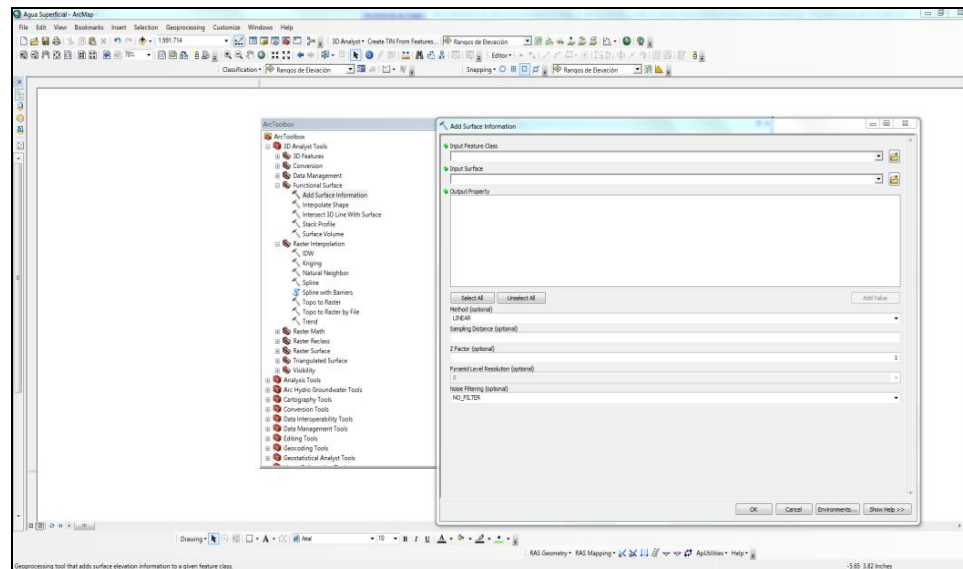 Agua Superficial - ArcMap
File Edit View Bookmarks Insert Selection Geoprocessing Customize Windows Help
1:391.714
3D Analyst Create TIN From Features... Rangos de Elevación
Editor
Classification Rangos de Elevación
Snapping Rangos de Elevación
ArcToolbox
ArcToolbox
3D Analyst Tools
3D Features
Conversion
Data Management
Functional Surface
Add Surface Information
Interpolate Shape
Intersect 3D Line With Surface
Stack Profile
Surface Volume
Raster Interpolation
IDW
Kriging
Natural Neighbor
Spline
Spline with Barriers
Topo to Raster
Topo to Raster by File
Trend
Raster Math
Raster Reclass
Raster Surface
Triangulated Surface
Visibility
Analysis Tools
Arc Hydro Groundwater Tools
Cartography Tools
Conversion Tools
Data Interoperability Tools
Data Management Tools
Editing Tools
Geocoding Tools
Geostatistical Analyst Tools
Add Surface Information
Input Feature Class
Input Surface
Output Property
Select All Unselect All Add Value
Method (optional)
LINEAR
Sampling Distance (optional)
Z Factor (optional)
1
Pyramid Level Resolution (optional)
0
Noise Filtering (optional)
NO_FILTER
OK Cancel Environments... Show Help >>
Drawing A Arial 10 B I U A
RAS Geometry RAS Mapping ApUtilities Help
Geoprocessing tool that adds surface elevation information to a given feature class.
-5.65 3.82 Inches